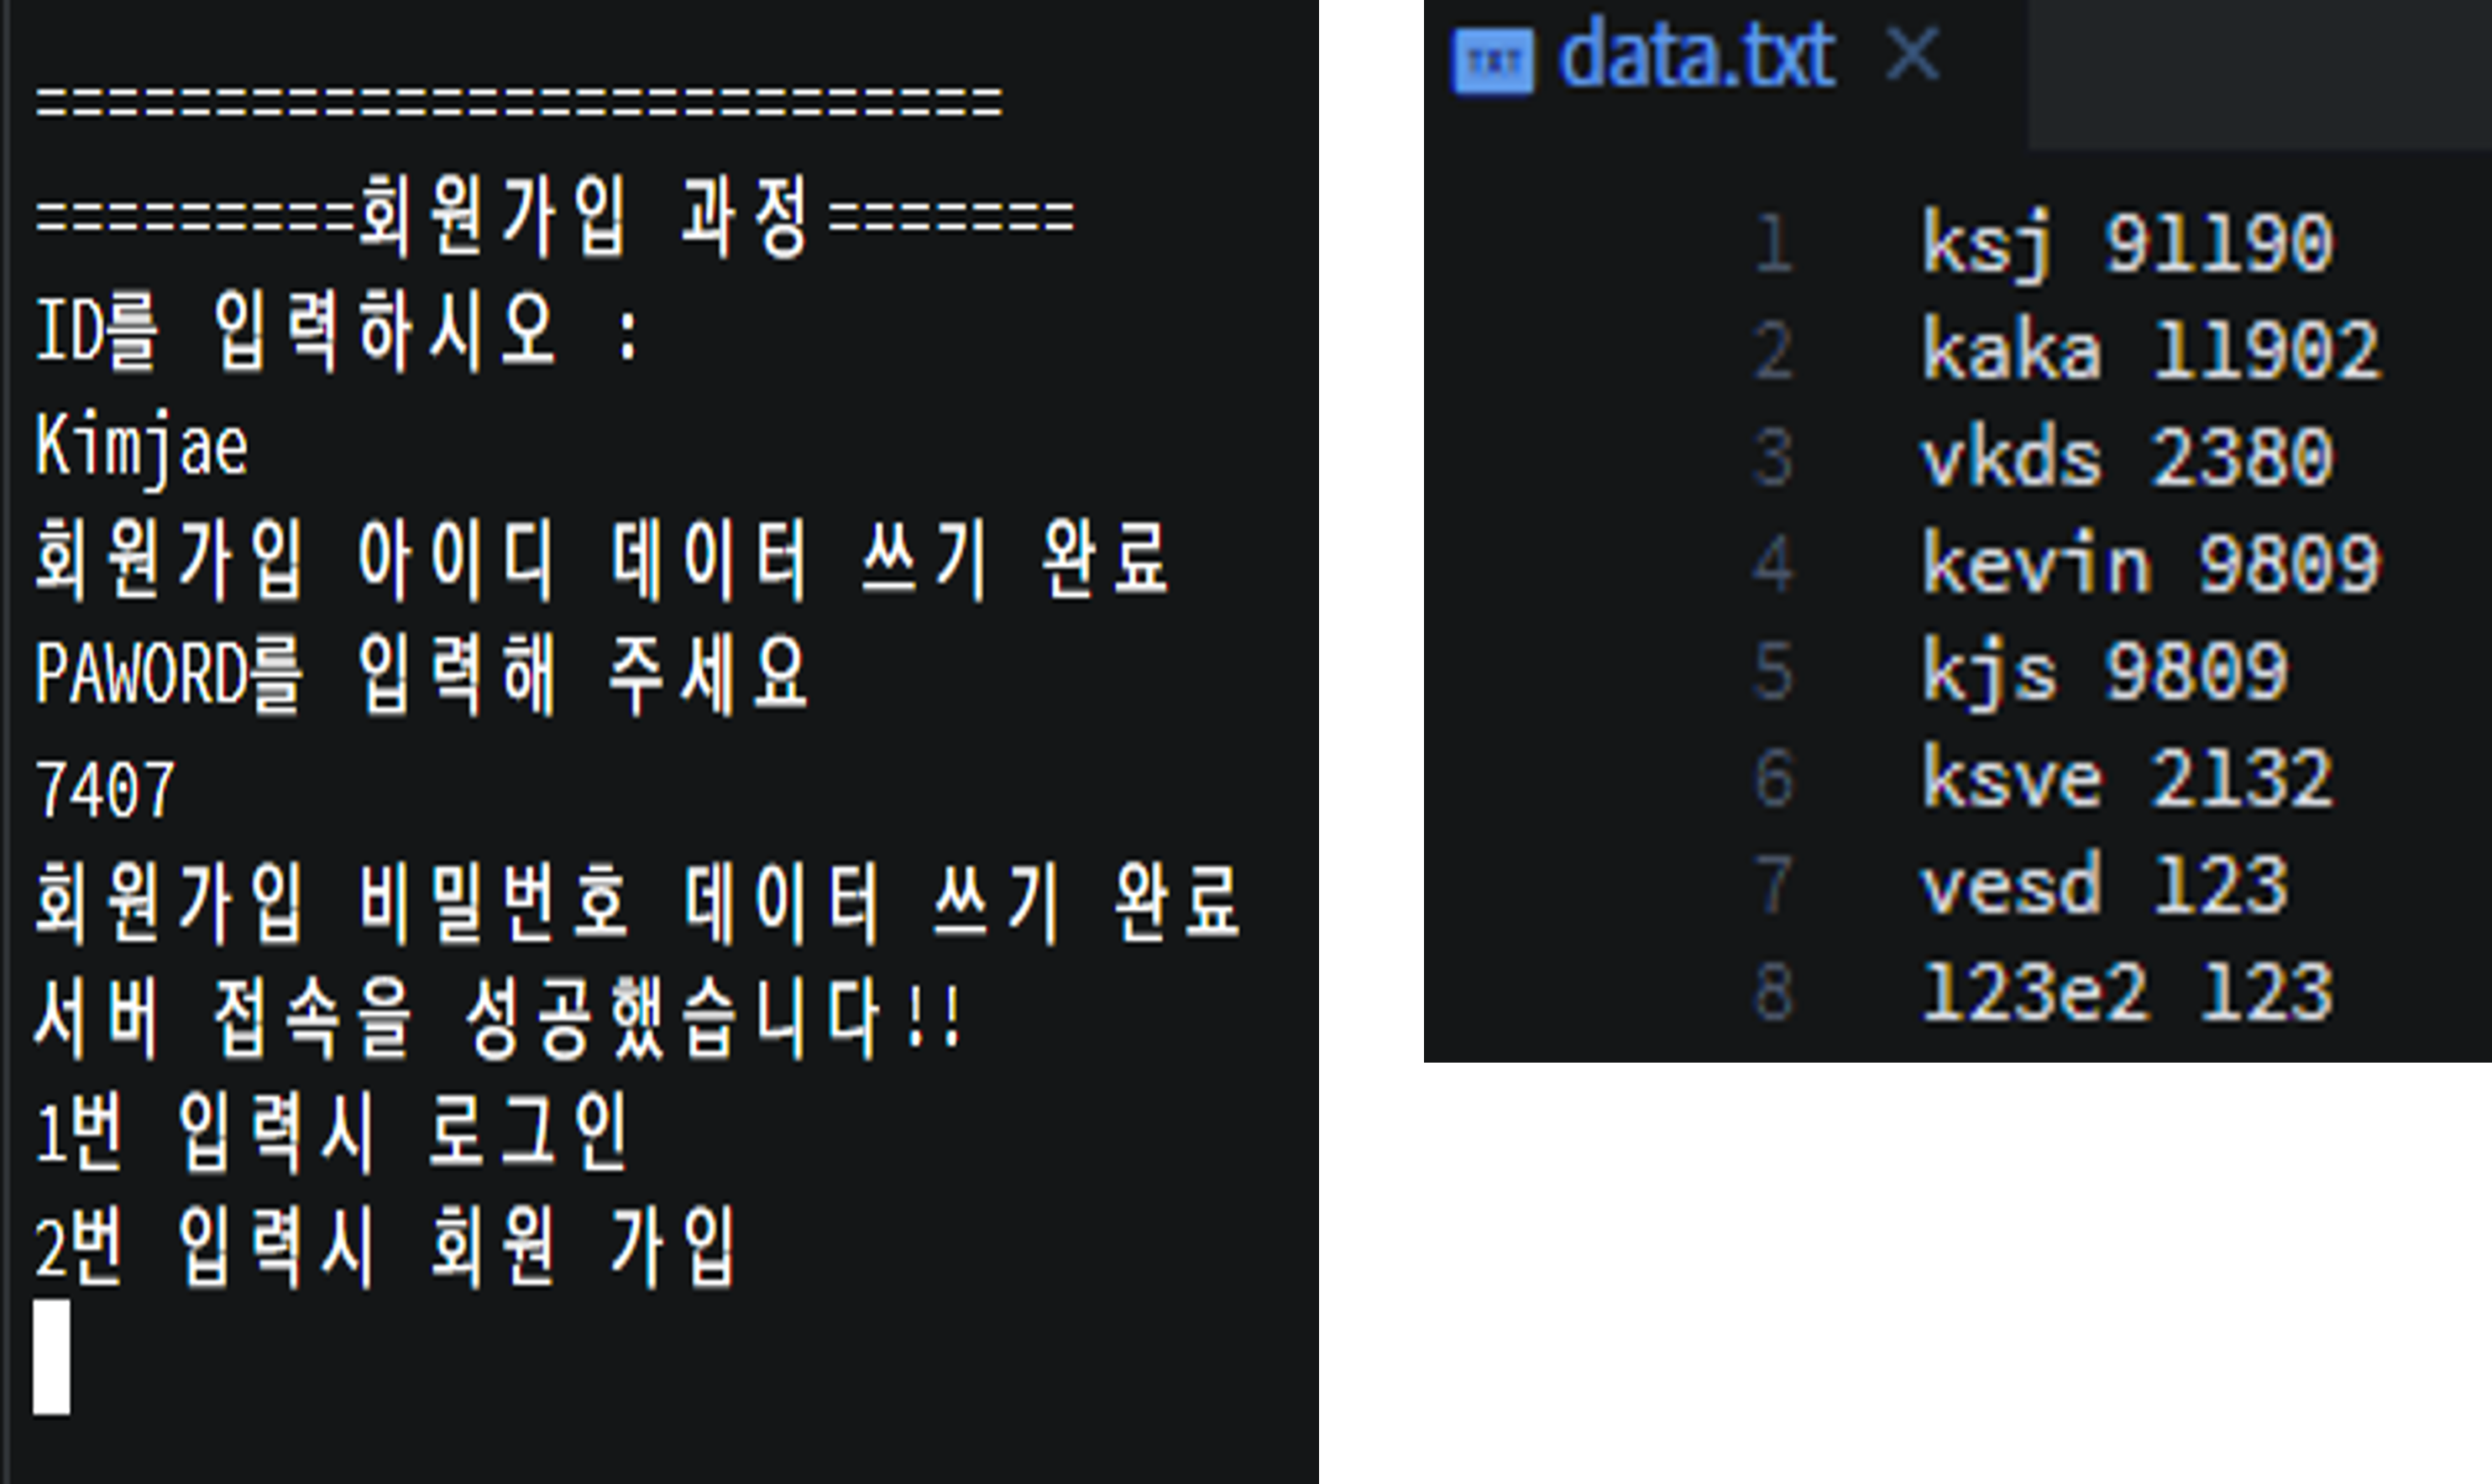 ===========================
=========회원가입 과정=======
ID를 입력하시오 :
Kimjae
회원가입 아이디 데이터 쓰기 완료
PAWORD를 입력해 주세요
7407
회원가입 비밀번호 데이터 쓰기 완료
서버 접속을 성공했습니다!!
1번 입력시 로그인
2번 입력시 회원 가입
TXT data.txt ×
1 ksj 91190
2 kaka 11902
3 vkds 2380
4 kevin 9809
5 kjs 9809
6 ksve 2132
7 vesd 123
8 123e2 123